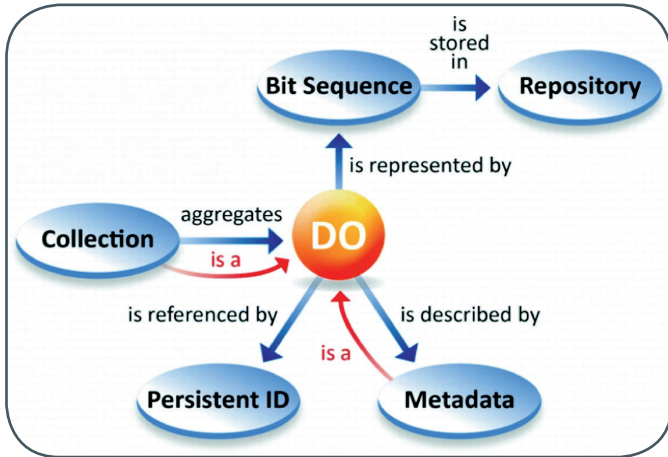 is
stored
in
Bit Sequence
Repository
is represented by
aggregates
DO
Collection
is a
is referenced by
is described by
is a
Persistent ID
Metadata